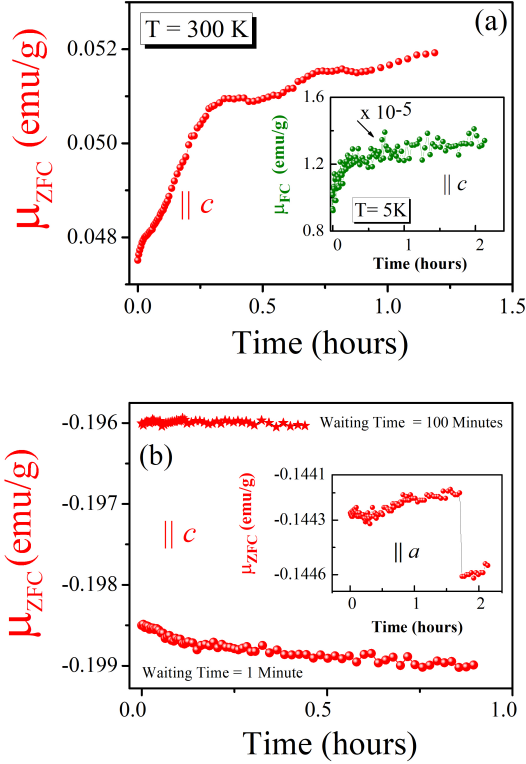 (a)
T = 300 K
0.052
0.050
0.048
μZFC (emu/g)
|| c
0.0 0.5 1.0 1.5
Time (hours)
x 10-5
1.6
1.2
0.8
μFC (emu/g)
|| c
T= 5K
0 1 2
Time (hours)
(b)
-0.196
-0.197
-0.198
-0.199
μZFC (emu/g)
Waiting Time = 100 Minutes
|| c
Waiting Time = 1 Minute
0.0 0.5 1.0
Time (hours)
-0.1441
-0.1443
-0.1446
μZFC (emu/g)
|| a
0 1 2
Time (hours)